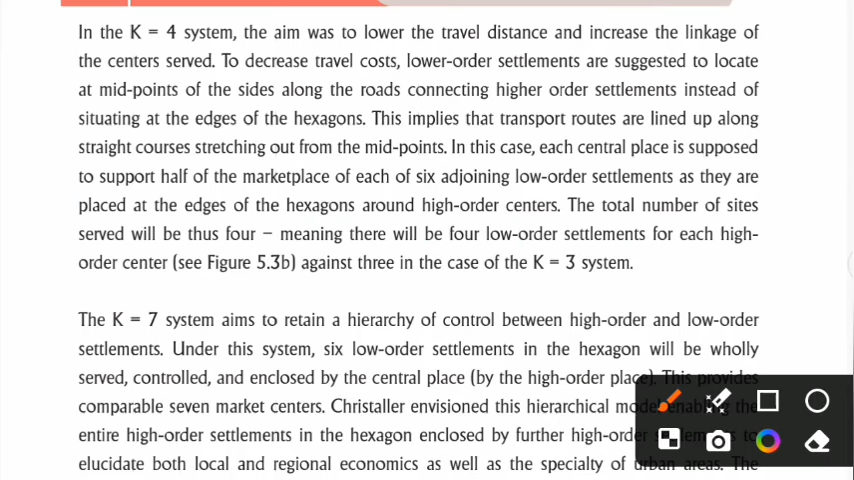 In the K = 4 system, the aim was to lower the travel distance and increase the linkage of
the centers served. To decrease travel costs, lower-order settlements are suggested to locate
at mid-points of the sides along the roads connecting higher order settlements instead of
situating at the edges of the hexagons. This implies that transport routes are lined up along
straight courses stretching out from the mid-points. In this case, each central place is supposed
to support half of the marketplace of each of six adjoining low-order settlements as they are
placed at the edges of the hexagons around high-order centers. The total number of sites
served will be thus four – meaning there will be four low-order settlements for each high-
order center (see Figure 5.3b) against three in the case of the K = 3 system.
The K = 7 system aims to retain a hierarchy of control between high-order and low-order
settlements. Under this system, six low-order settlements in the hexagon will be wholly
served, controlled, and enclosed by the central place (by the high-order place). This provides
comparable seven market centers. Christaller envisioned this hierarchical model enabling the
entire high-order settlements in the hexagon enclosed by further high-order to
elucidate both local and regional economics as well as the specialty of urban areas. The